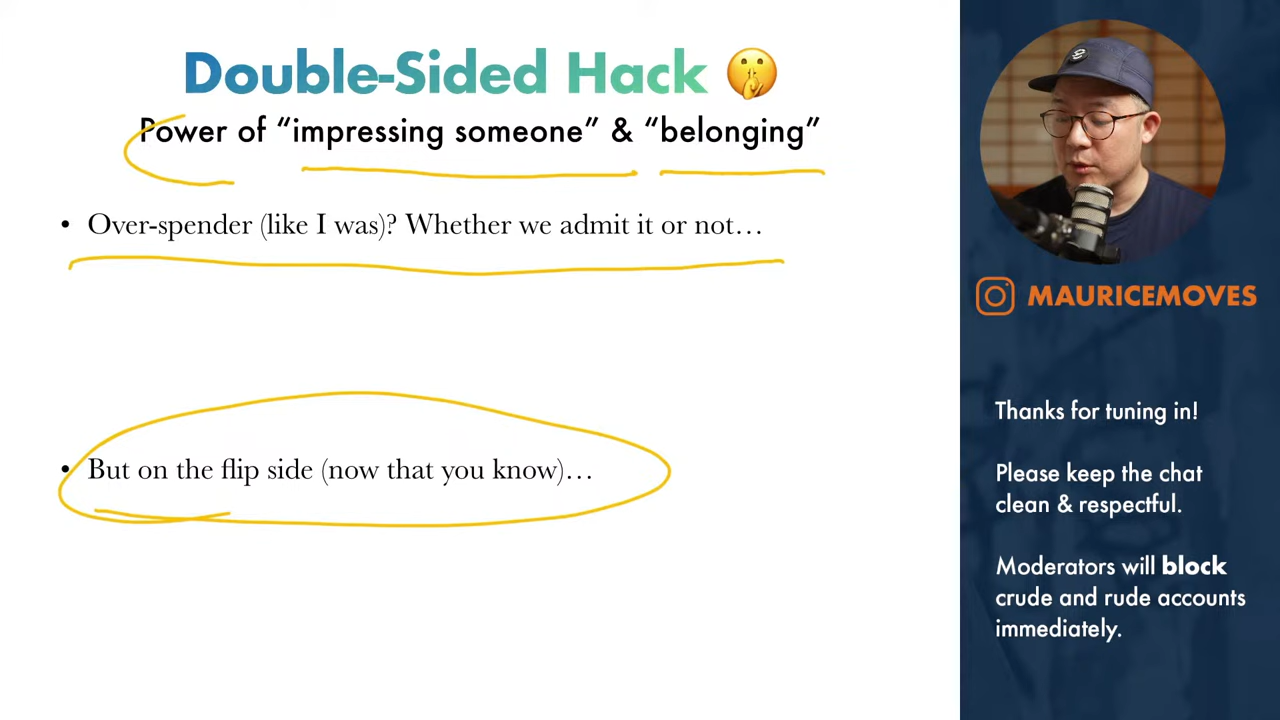 Double-Sided Hack 🤫
Power of “impressing someone” & “belonging”
• Over-spender (like I was)? Whether we admit it or not…
• But on the flip side (now that you know)…
MAURICEMOVES
Thanks for tuning in!
Please keep the chat
clean & respectful.
Moderators will block
crude and rude accounts
immediately.